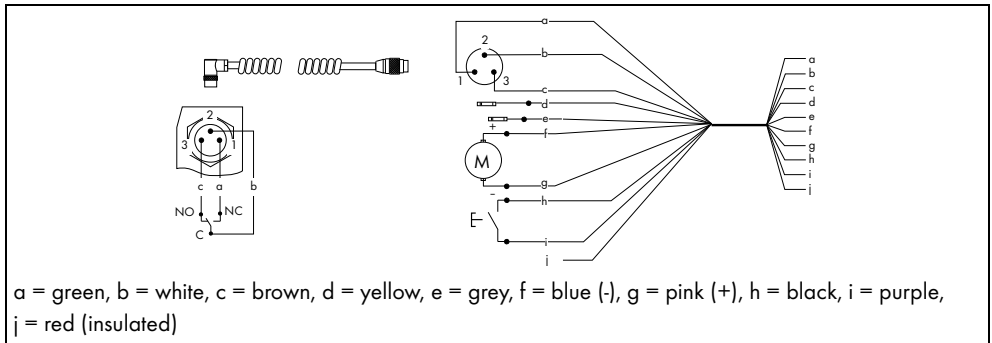 a
2
b
1
3
c
d
e
+
f
M
g
-
h
i
j
a
b
c
d
e
f
g
h
i
j
2
3
1
c a b
NO NC
C
a = green, b = white, c = brown, d = yellow, e = grey, f = blue (-), g = pink (+), h = black, i = purple,
j = red (insulated)